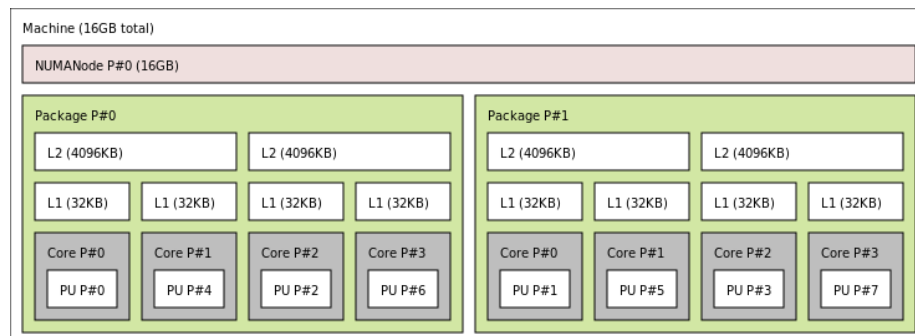 Machine (16GB total)
NUMANode P#0 (16GB)
Package P#0
L2 (4096KB)
L2 (4096KB)
L1 (32KB)
L1 (32KB)
L1 (32KB)
L1 (32KB)
Core P#0
Core P#1
Core P#2
Core P#3
PU P#0
PU P#4
PU P#2
PU P#6
Package P#1
L2 (4096KB)
L2 (4096KB)
L1 (32KB)
L1 (32KB)
L1 (32KB)
L1 (32KB)
Core P#0
Core P#1
Core P#2
Core P#3
PU P#1
PU P#5
PU P#3
PU P#7